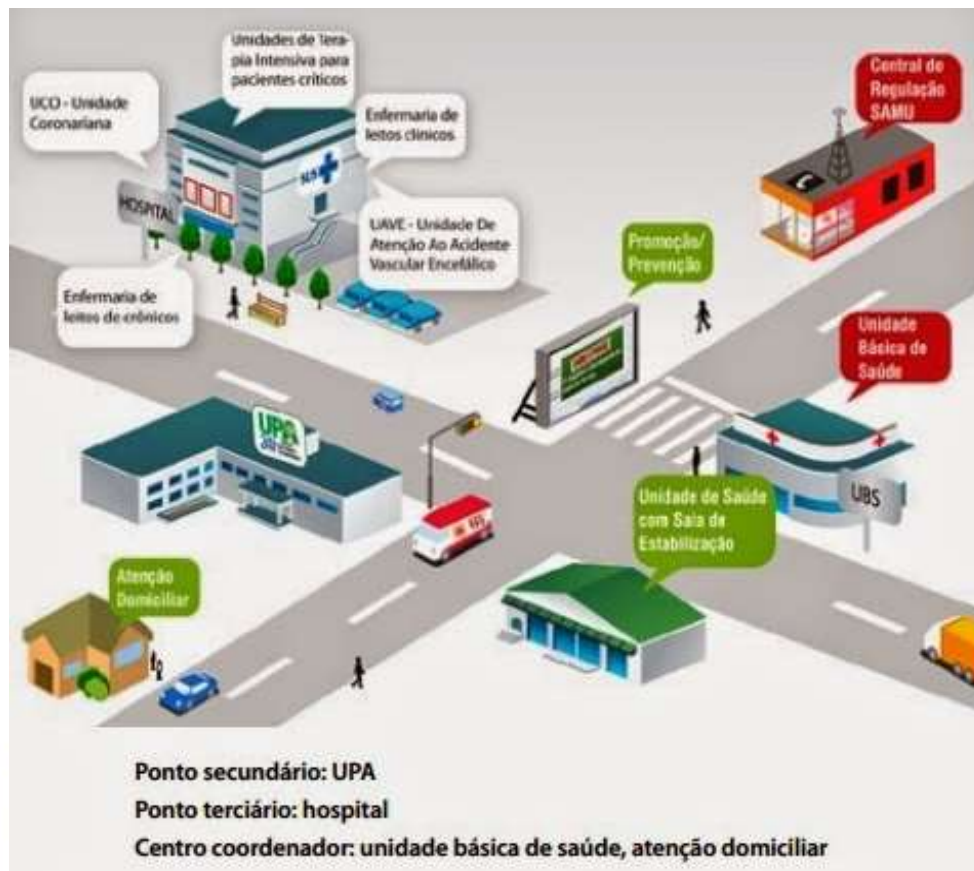 Unidades de Tera-
pia Intensiva para
pacientes críticos
UCO - Unidade
Coronariana
Enfermaria de
leitos clínicos
Central de
Regulação
SAMU
HOSPITAL
SUS
UAVE - Unidade De
Atenção Ao Acidente
Vascular Encefálico
Promoção/
Prevenção
Enfermaria de
leitos de crônicos
Unidade
Básica de
Saúde
UPA
UBS
Unidade de Saúde
com Sala de
Estabilização
Atenção
Domiciliar
Ponto secundário: UPA
Ponto terciário: hospital
Centro coordenador: unidade básica de saúde, atenção domiciliar